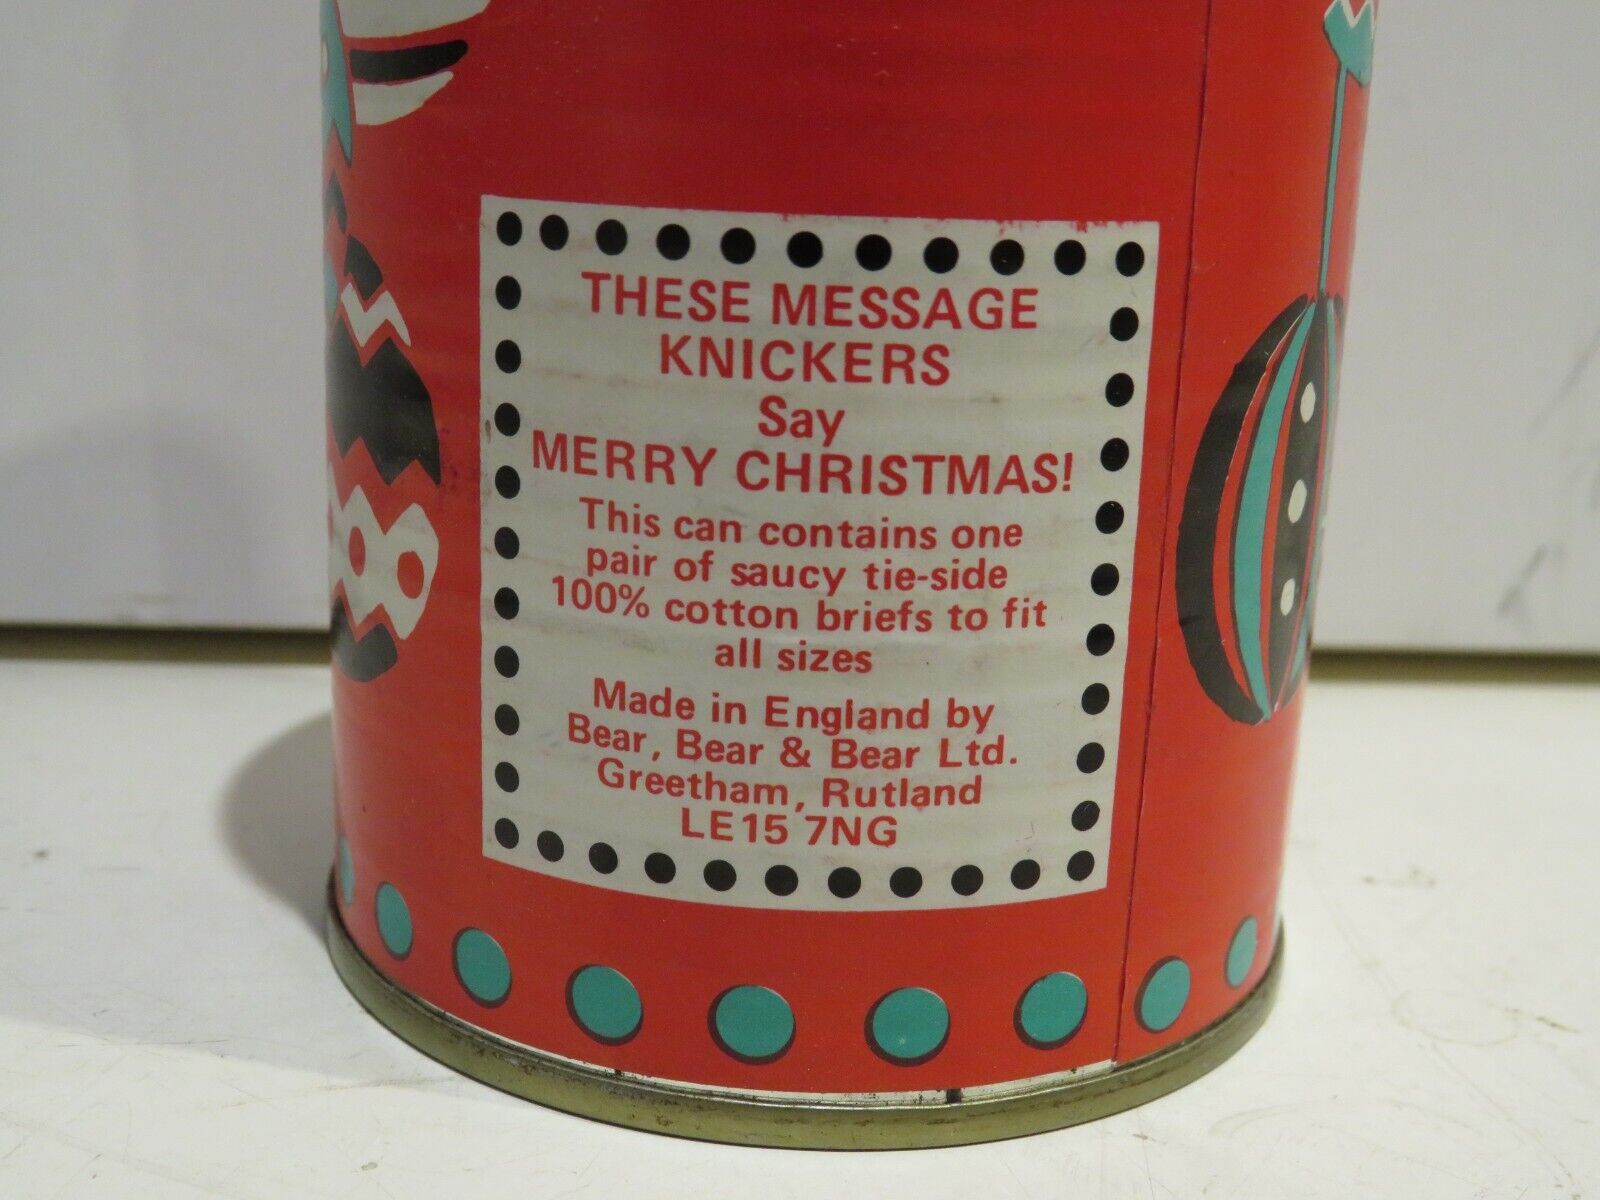 THESE MESSAGE
KNICKERS
Say
MERRY CHRISTMAS!
This can contains one
pair of saucy tie-side
100% cotton briefs to fit
all sizes
Made in England by
Bear, Bear & Bear Ltd.
Greetham, Rutland
LE15 7NG